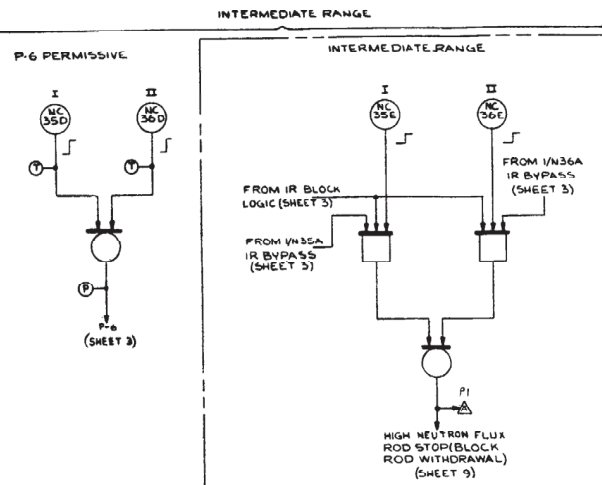 INTERMEDIATE RANGE
P-6 PERMISSIVE
I
II
NC
35D
NC
36D
T
T
P
P-6
(SHEET 3)
INTERMEDIATE RANGE
I
II
NC
35E
NC
36E
FROM 1/N36A
IR BYPASS
(SHEET 3)
FROM IR BLOCK
LOGIC (SHEET 3)
FROM 1/N35A
IR BYPASS
(SHEET 3)
P1
HIGH NEUTRON FLUX
ROD STOP(BLOCK
ROD WITHDRAWAL)
(SHEET 9)